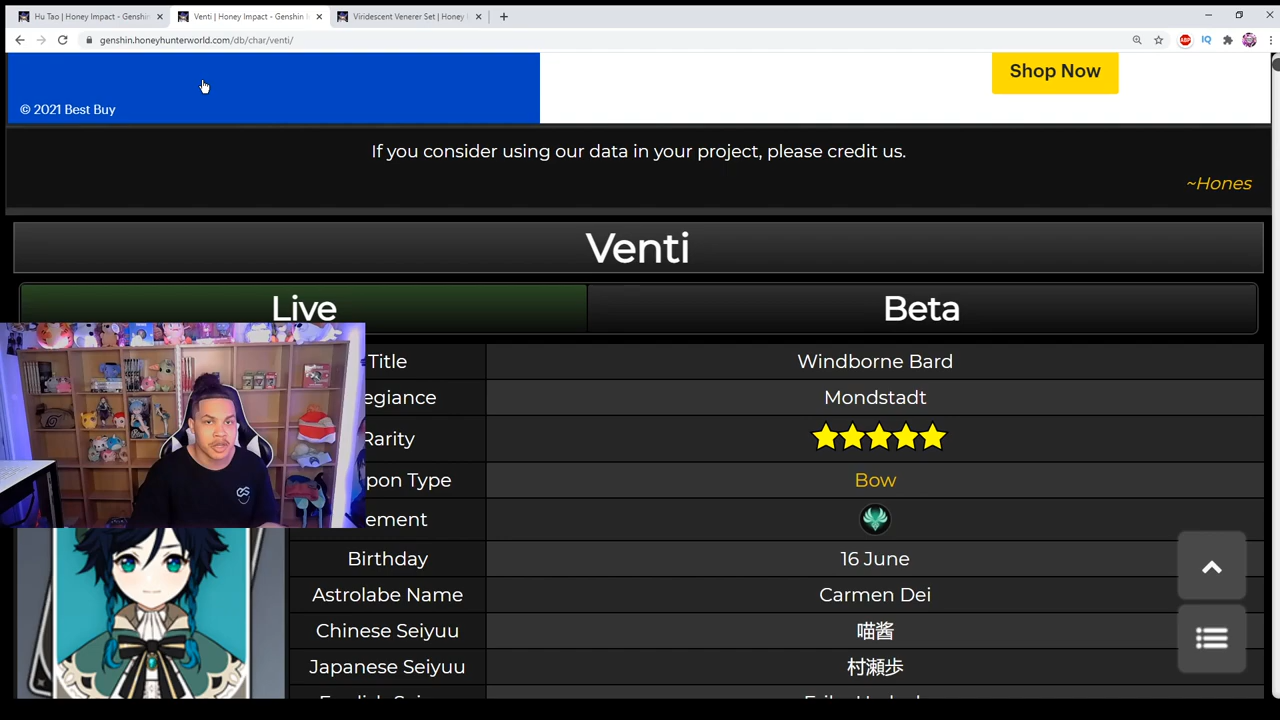 Hu Tao | Honey Impact - Genshin
Venti | Honey Impact - Genshin
Viridescent Venerer Set | Honey
genshin.honeyhunterworld.com/db/char/venti/
ABP
IQ
Shop Now
© 2021 Best Buy
If you consider using our data in your project, please credit us.
~Hones
Venti
Live
Beta
Title
Windborne Bard
egiance
Mondstadt
Rarity
pon Type
Bow
ement
Birthday
16 June
Astrolabe Name
Carmen Dei
Chinese Seiyuu
喵酱
Japanese Seiyuu
村瀬歩